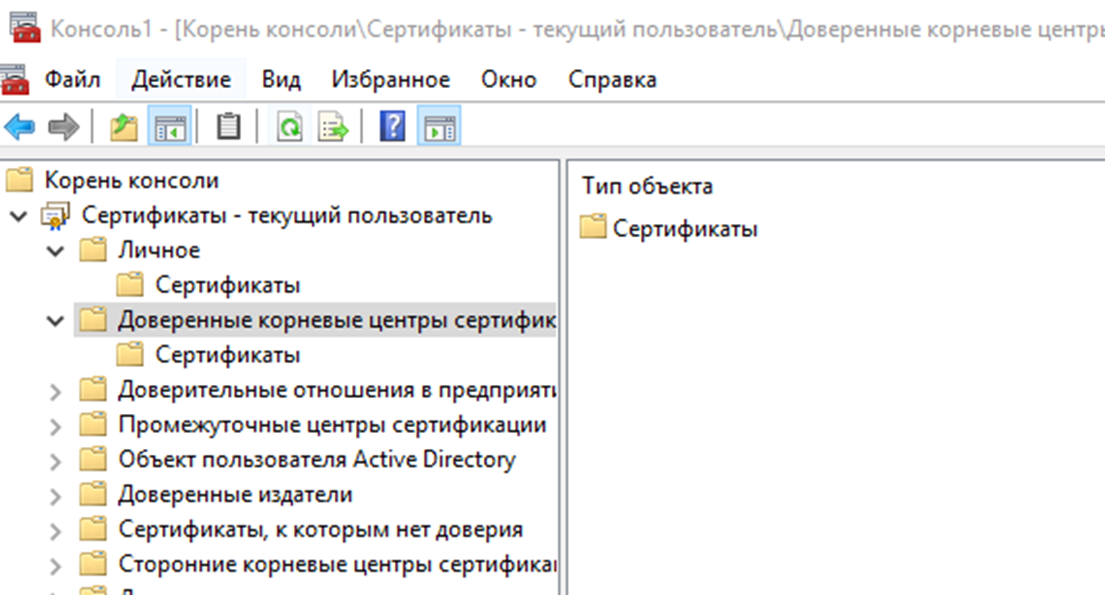 Консоль1 - [Корень консоли\Сертификаты - текущий пользователь\Доверенные корневые центры
Файл Действие Вид Избранное Окно Справка
Корень консоли
Сертификаты - текущий пользователь
Личное
Сертификаты
Доверенные корневые центры сертифик
Сертификаты
Доверительные отношения в предприяти
Промежуточные центры сертификации
Объект пользователя Active Directory
Доверенные издатели
Сертификаты, к которым нет доверия
Сторонние корневые центры сертифика
Тип объекта
Сертификаты